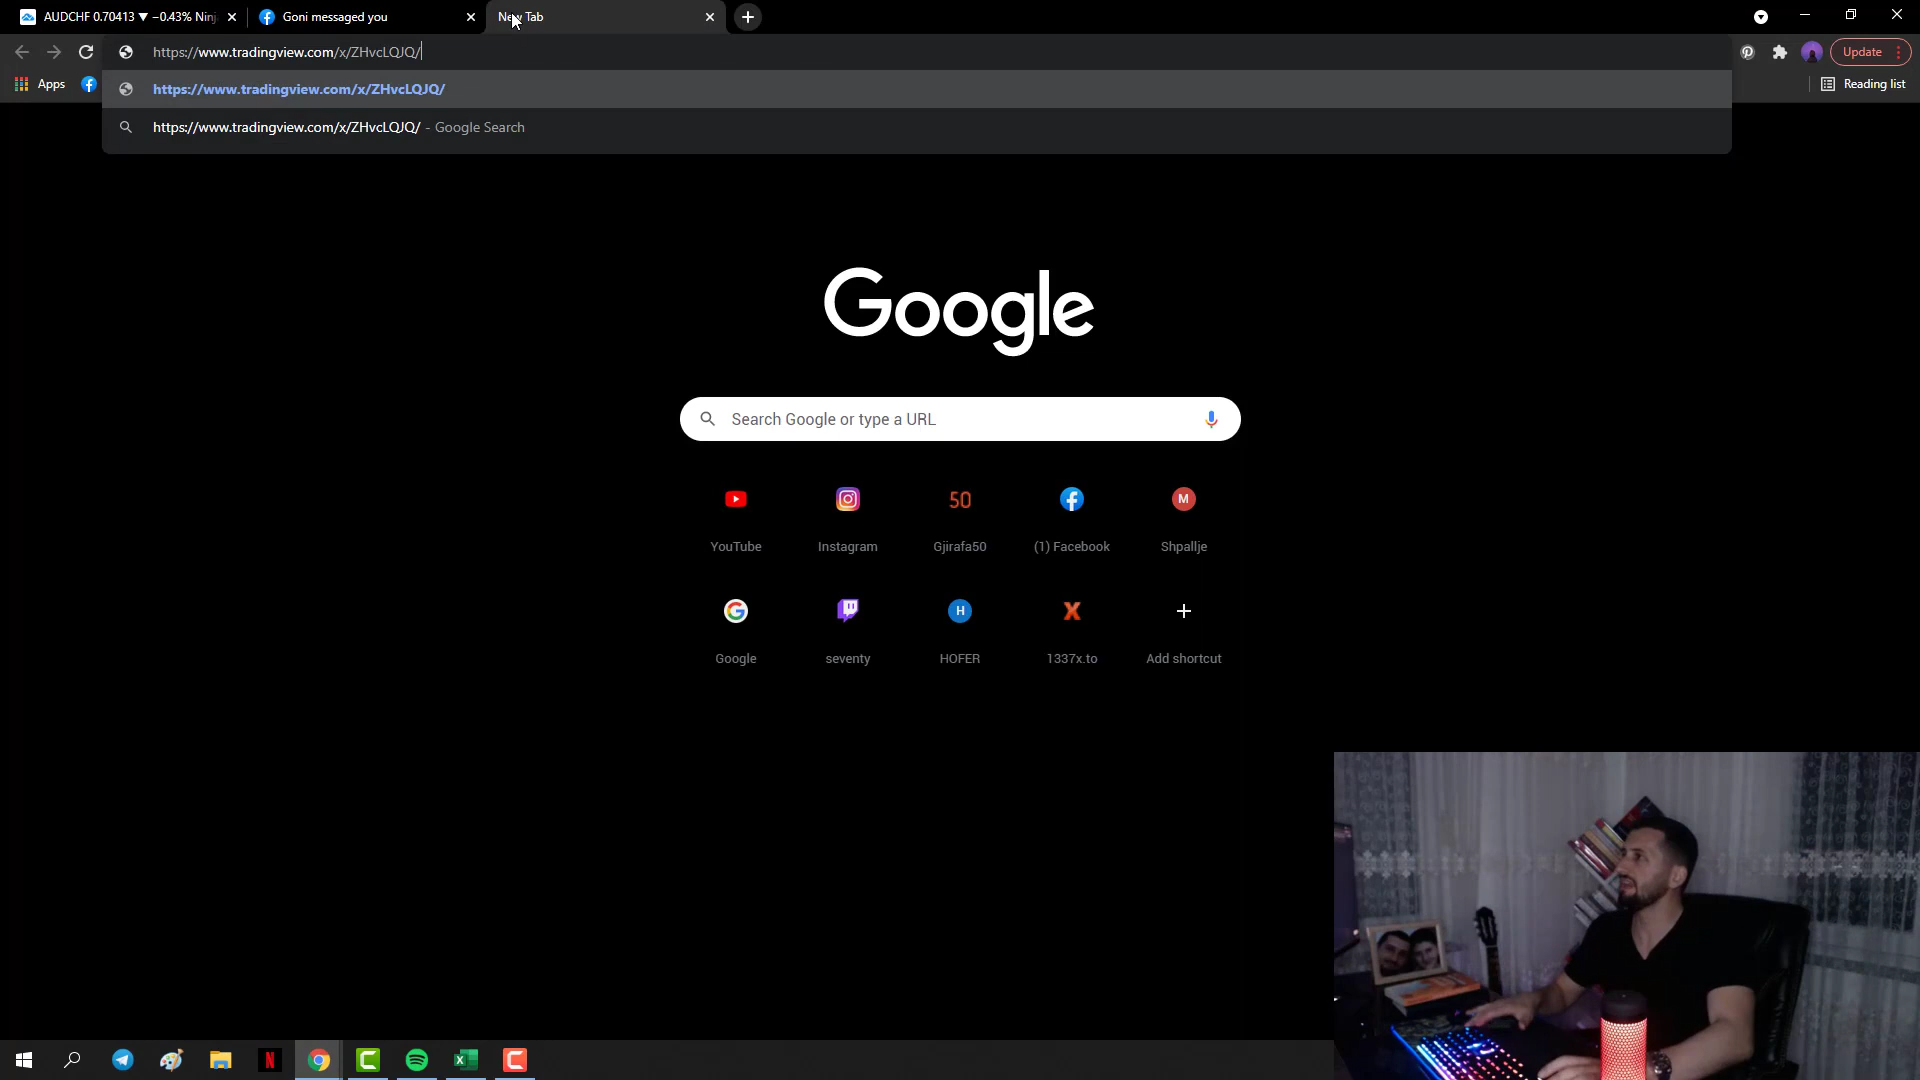 AUDCHF 0.70413 ▼ −0.43% Ninj
Goni messaged you
New Tab
https://www.tradingview.com/x/ZHvcLQJQ/
Update
Apps
https://www.tradingview.com/x/ZHvcLQJQ/
Reading list
https://www.tradingview.com/x/ZHvcLQJQ/ - Google Search
Google
Search Google or type a URL
50
M
YouTube
Instagram
Gjirafa50
(1) Facebook
Shpallje
H
X
Google
seventy
HOFER
1337x.to
Add shortcut